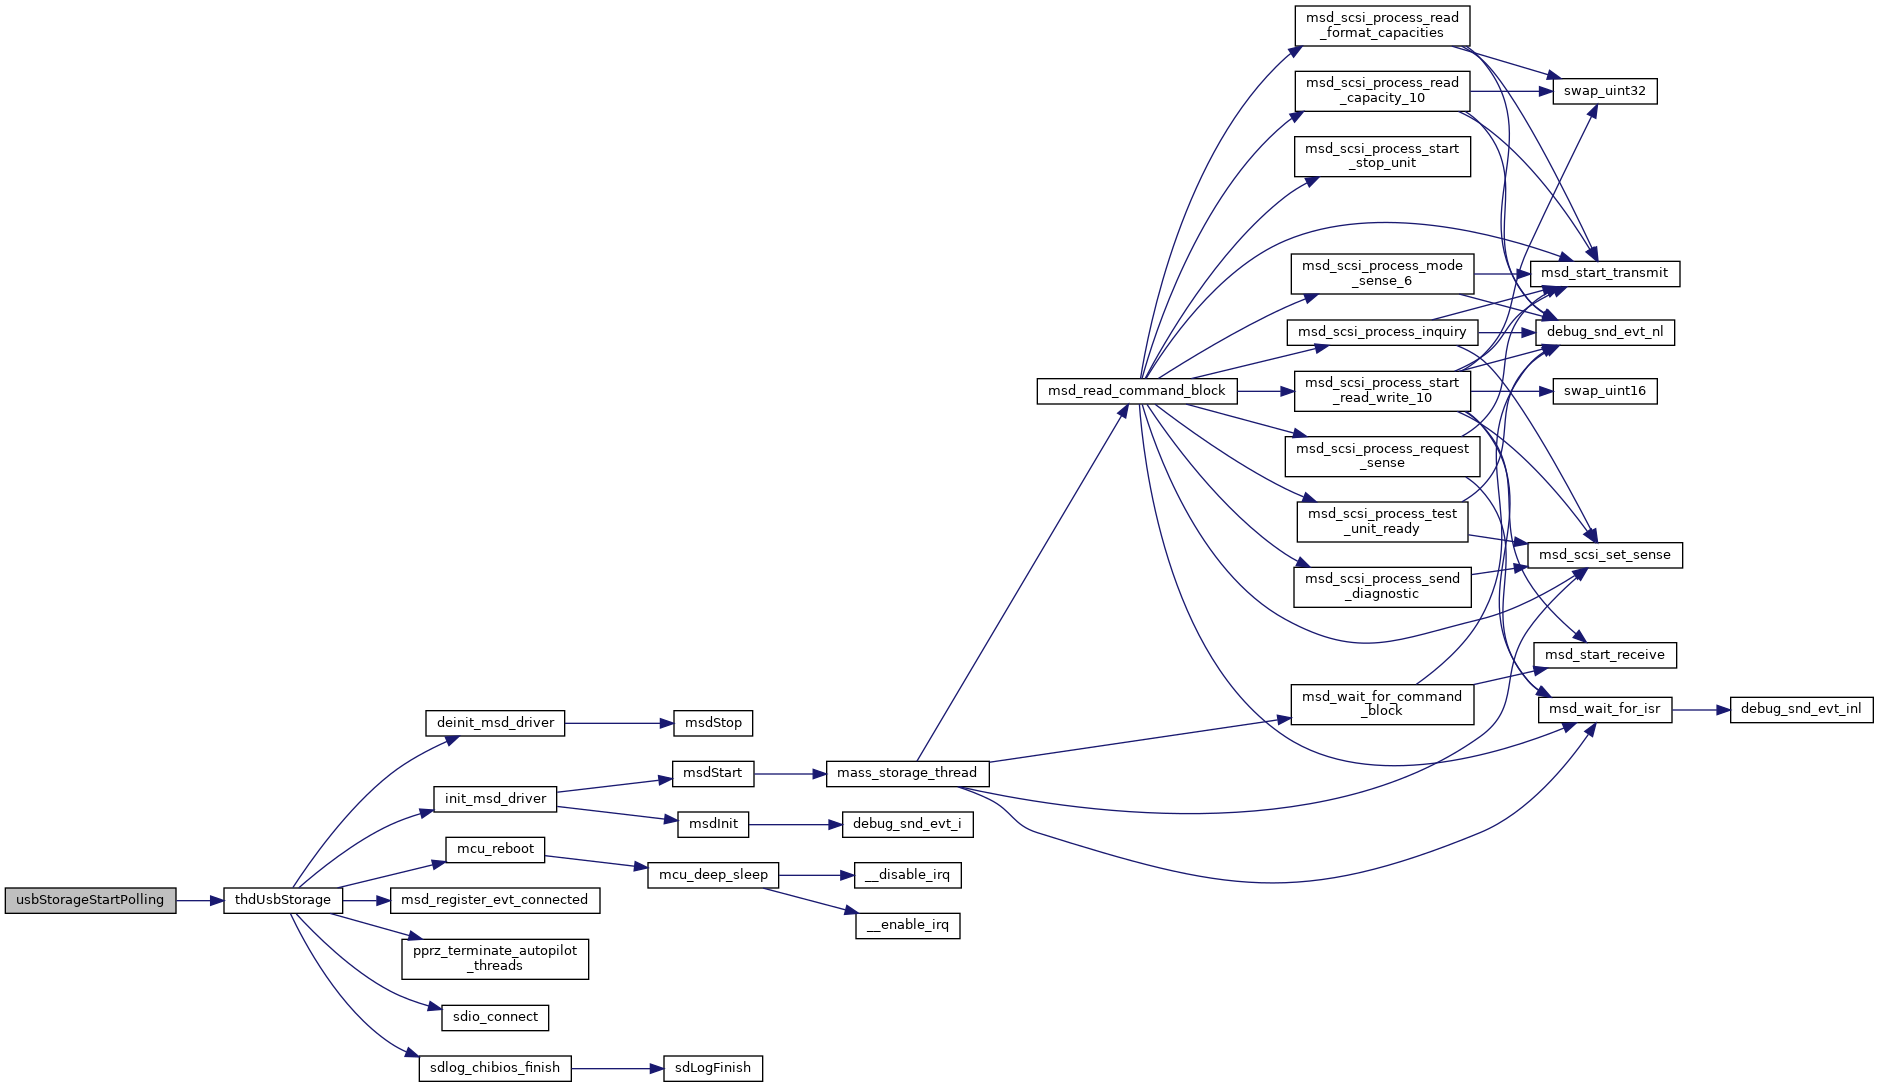 msd_scsi_process_read
_format_capacities
msd_scsi_process_read
_capacity_10
swap_uint32
msd_scsi_process_start
_stop_unit
msd_scsi_process_mode
_sense_6
msd_start_transmit
msd_scsi_process_inquiry
debug_snd_evt_nl
msd_read_command_block
msd_scsi_process_start
_read_write_10
swap_uint16
msd_scsi_process_request
_sense
msd_scsi_process_test
_unit_ready
msd_scsi_set_sense
msd_scsi_process_send
_diagnostic
msd_start_receive
msd_wait_for_command
_block
msd_wait_for_isr
debug_snd_evt_inl
deinit_msd_driver
msdStop
msdStart
mass_storage_thread
init_msd_driver
msdInit
debug_snd_evt_i
mcu_reboot
mcu_deep_sleep
__disable_irq
usbStorageStartPolling
thdUsbStorage
msd_register_evt_connected
__enable_irq
pprz_terminate_autopilot
_threads
sdio_connect
sdlog_chibios_finish
sdLogFinish